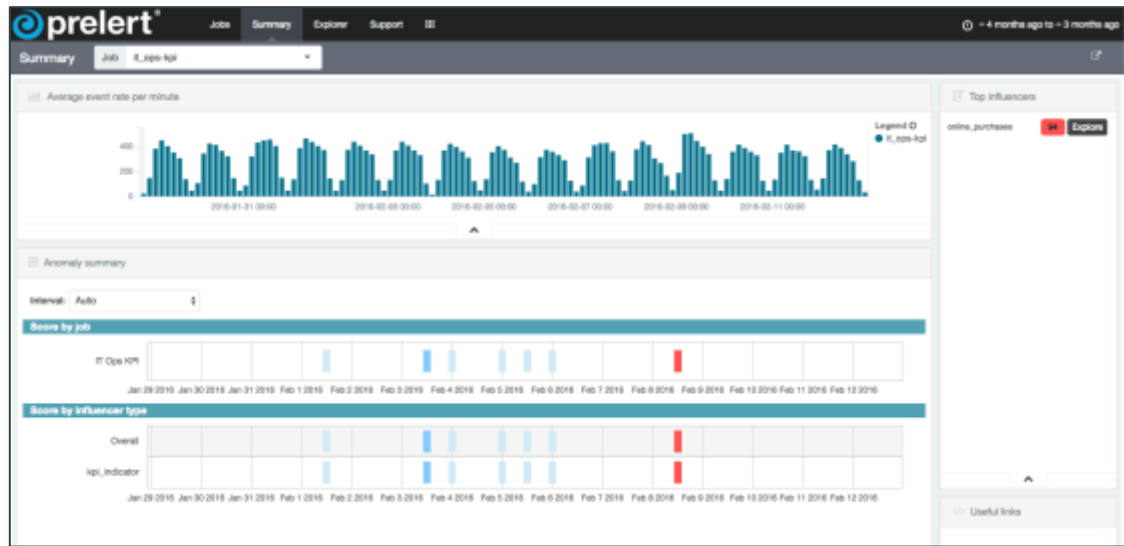 prelert
Jobs Summary Explorer Support
~ 4 months ago to ~ 3 months ago
Summary Job it_ops-kpi
Average event rate per minute
Legend
it_ops-kpi
400
200
0
2016-01-31 00:00 2016-02-03 00:00 2016-02-05 00:00 2016-02-07 00:00 2016-02-09 00:00 2016-02-11 00:00
Top influencers
online_purchases 94 Explore
Anomaly summary
Interval: Auto
Score by job
IT Ops KPI
Jan 29 2016 Jan 30 2016 Jan 31 2016 Feb 1 2016 Feb 2 2016 Feb 3 2016 Feb 4 2016 Feb 5 2016 Feb 6 2016 Feb 7 2016 Feb 8 2016 Feb 9 2016 Feb 10 2016 Feb 11 2016 Feb 12 2016
Score by influencer type
Overall
kpi_indicator
Jan 29 2016 Jan 30 2016 Jan 31 2016 Feb 1 2016 Feb 2 2016 Feb 3 2016 Feb 4 2016 Feb 5 2016 Feb 6 2016 Feb 7 2016 Feb 8 2016 Feb 9 2016 Feb 10 2016 Feb 11 2016 Feb 12 2016
Useful links